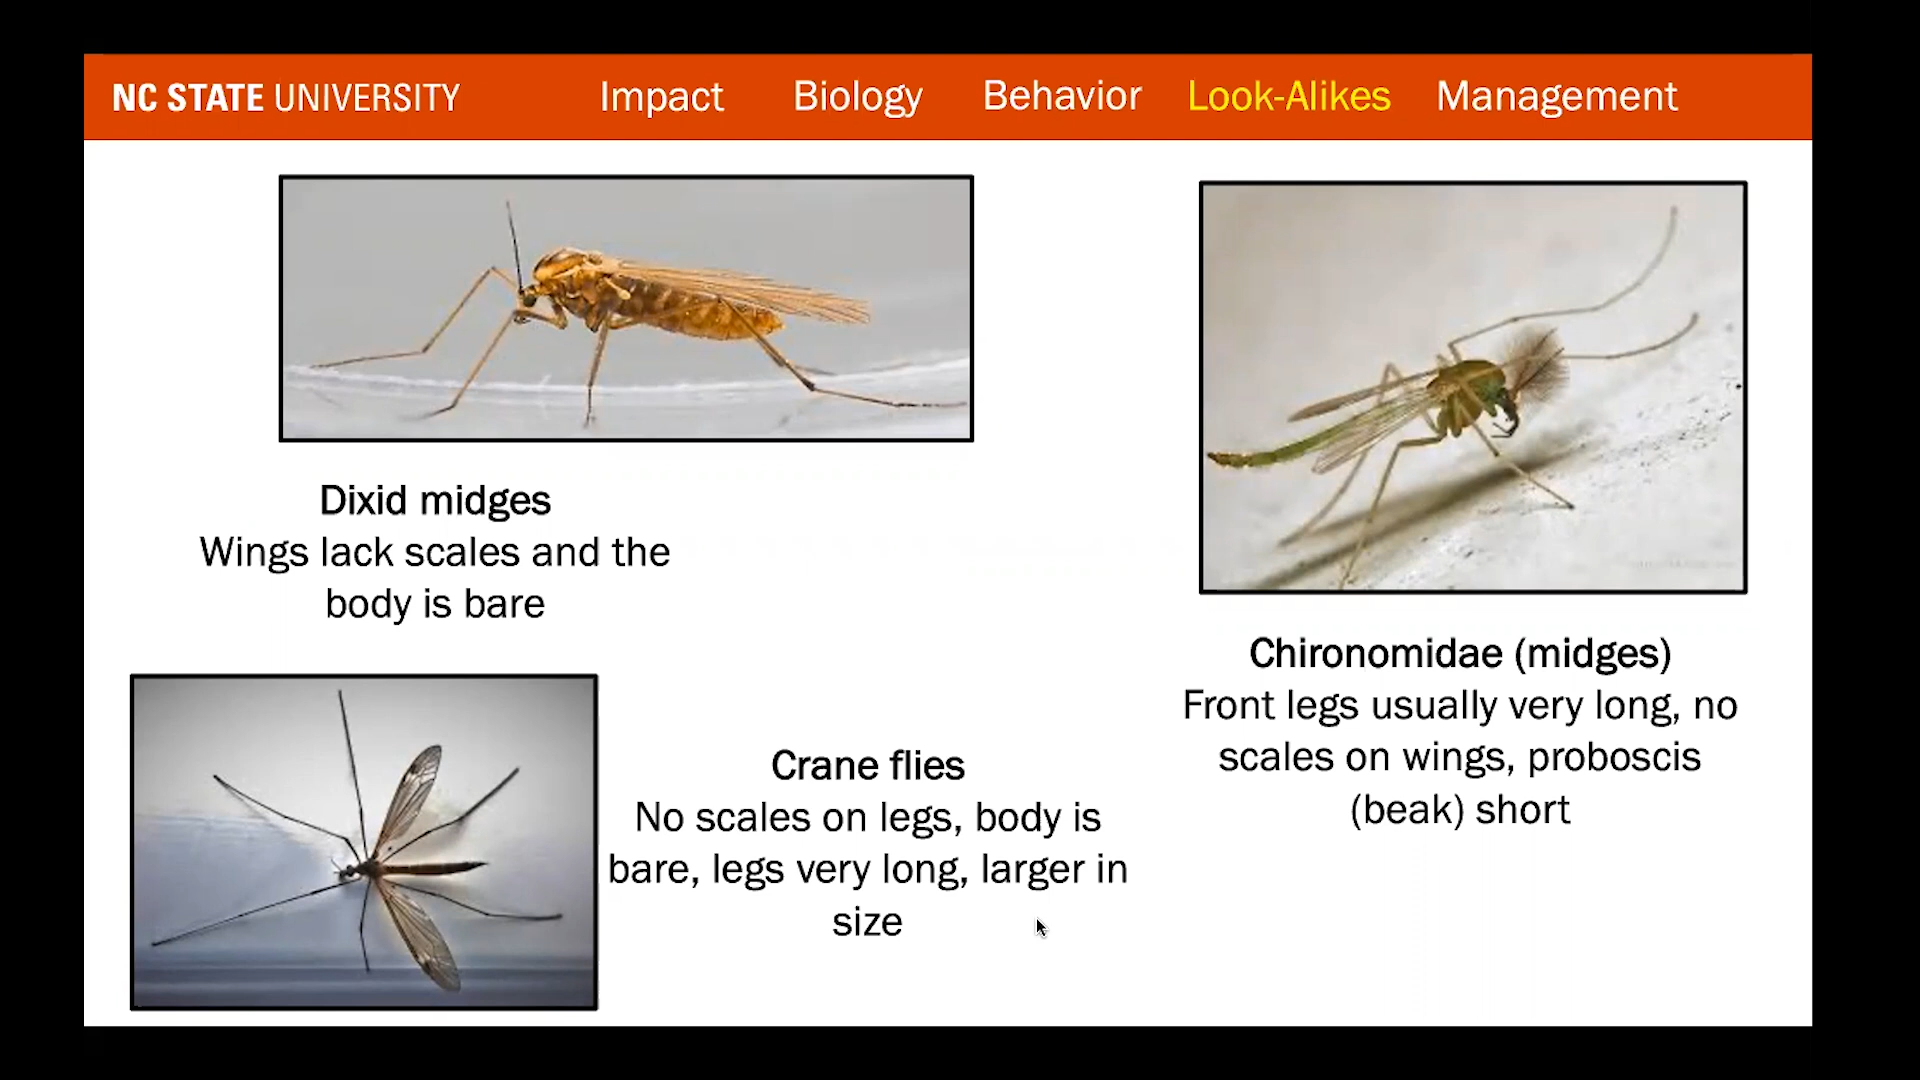 NC STATE UNIVERSITY
Impact
Biology
Behavior
Look-Alikes
Management
Dixid midges
Wings lack scales and the
body is bare
Chironomidae (midges)
Front legs usually very long, no
scales on wings, proboscis
(beak) short
Crane flies
No scales on legs, body is
bare, legs very long, larger in
size